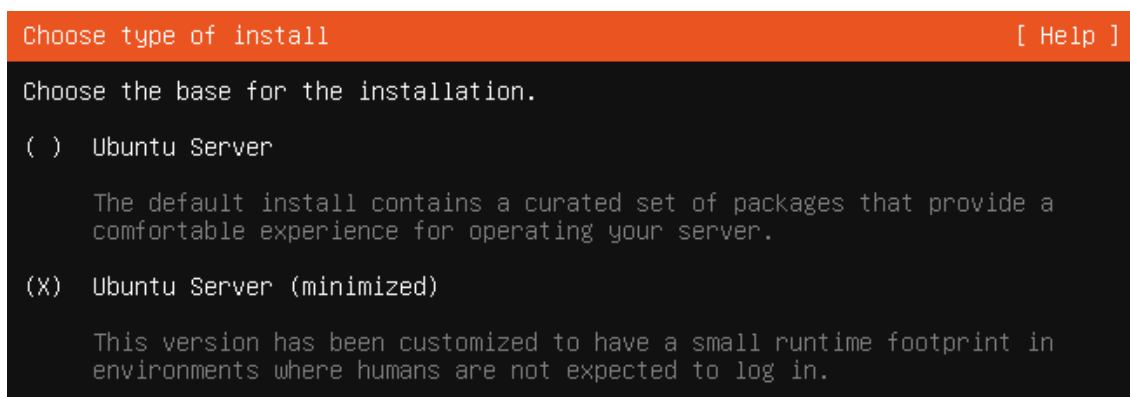 Choose type of install [ Help ]
Choose the base for the installation.
( ) Ubuntu Server
The default install contains a curated set of packages that provide a
comfortable experience for operating your server.
(X) Ubuntu Server (minimized)
This version has been customized to have a small runtime footprint in
environments where humans are not expected to log in.